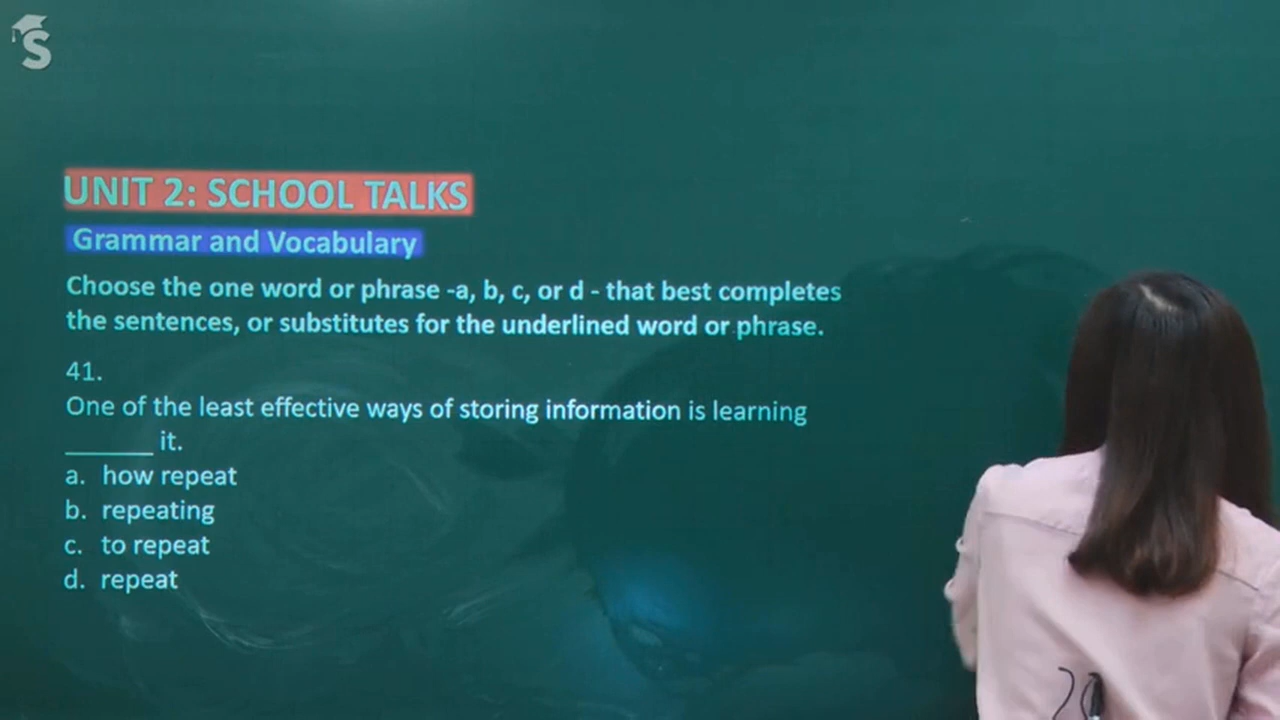 S
UNIT 2: SCHOOL TALKS
Grammar and Vocabulary
Choose the one word or phrase -a, b, c, or d - that best completes
the sentences, or substitutes for the underlined word or phrase.
41.
One of the least effective ways of storing information is learning
______ it.
a. how repeat
b. repeating
c. to repeat
d. repeat